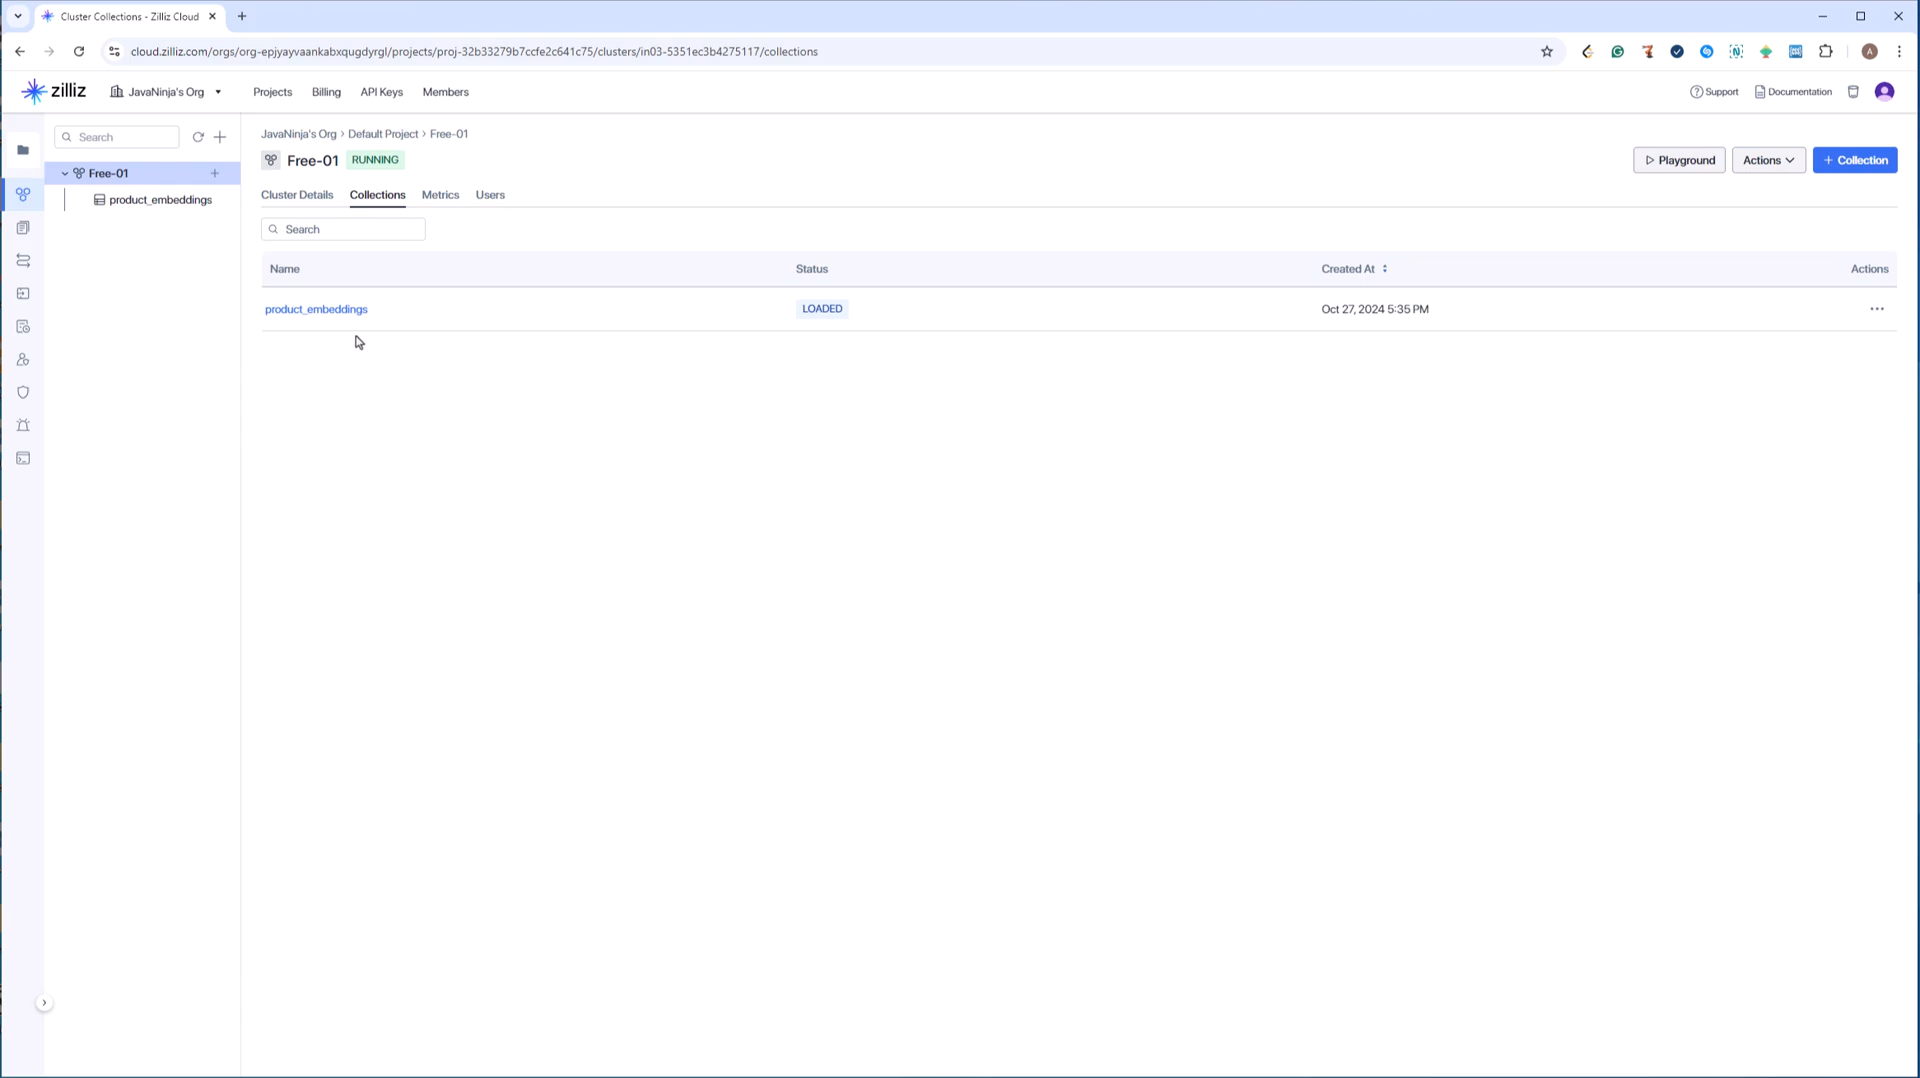 Cluster Collections - Zilliz Cloud
cloud.zilliz.com/orgs/org-epjyayvaankabxqugdyrgl/projects/proj-32b33279b7ccfe2c641c75/clusters/in03-5351ec3b4275117/collections
A
zilliz
JavaNinja's Org
Projects
Billing
API Keys
Members
Support
Documentation
Search
Free-01
product_embeddings
JavaNinja's Org > Default Project > Free-01
Free-01 RUNNING
Playground
Actions
+ Collection
Cluster Details
Collections
Metrics
Users
Search
Name Status Created At Actions
product_embeddings LOADED Oct 27, 2024 5:35 PM